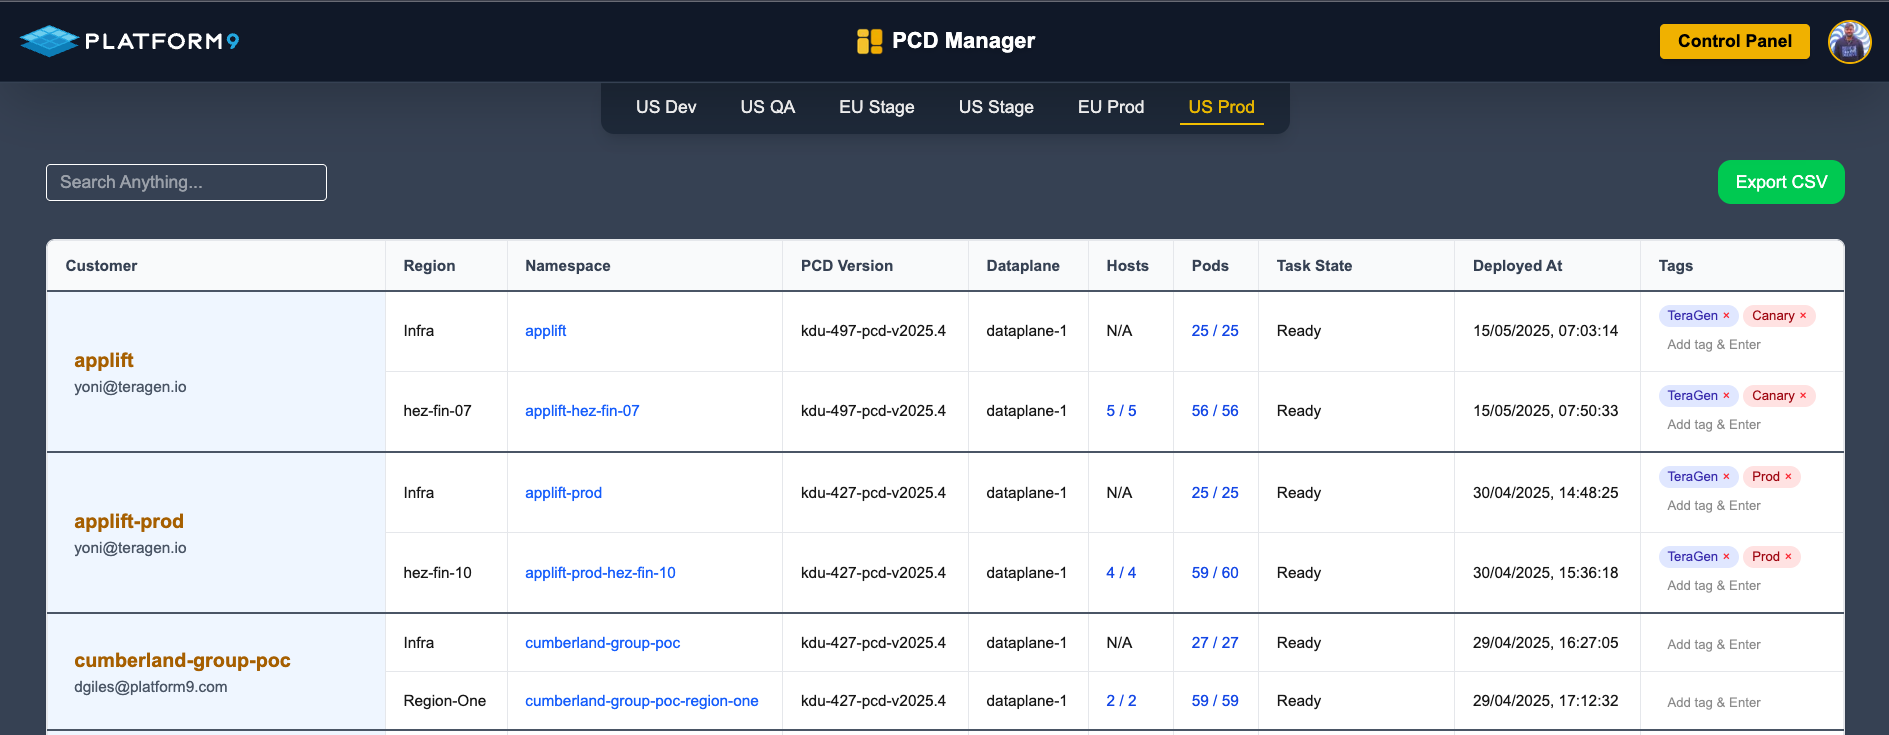 PLATFORM9
PCD Manager
Control Panel
US Dev US QA EU Stage US Stage EU Prod US Prod
Search Anything...
Export CSV
Customer Region Namespace PCD Version Dataplane Hosts Pods Task State Deployed At Tags
applift
yoni@teragen.io
Infra applift kdu-497-pcd-v2025.4 dataplane-1 N/A 25 / 25 Ready 15/05/2025, 07:03:14 TeraGen × Canary ×
Add tag & Enter
hez-fin-07 applift-hez-fin-07 kdu-497-pcd-v2025.4 dataplane-1 5 / 5 56 / 56 Ready 15/05/2025, 07:50:33 TeraGen × Canary ×
Add tag & Enter
applift-prod
yoni@teragen.io
Infra applift-prod kdu-427-pcd-v2025.4 dataplane-1 N/A 25 / 25 Ready 30/04/2025, 14:48:25 TeraGen × Prod ×
Add tag & Enter
hez-fin-10 applift-prod-hez-fin-10 kdu-427-pcd-v2025.4 dataplane-1 4 / 4 59 / 60 Ready 30/04/2025, 15:36:18 TeraGen × Prod ×
Add tag & Enter
cumberland-group-poc
dgiles@platform9.com
Infra cumberland-group-poc kdu-427-pcd-v2025.4 dataplane-1 N/A 27 / 27 Ready 29/04/2025, 16:27:05 Add tag & Enter
Region-One cumberland-group-poc-region-one kdu-427-pcd-v2025.4 dataplane-1 2 / 2 59 / 59 Ready 29/04/2025, 17:12:32 Add tag & Enter